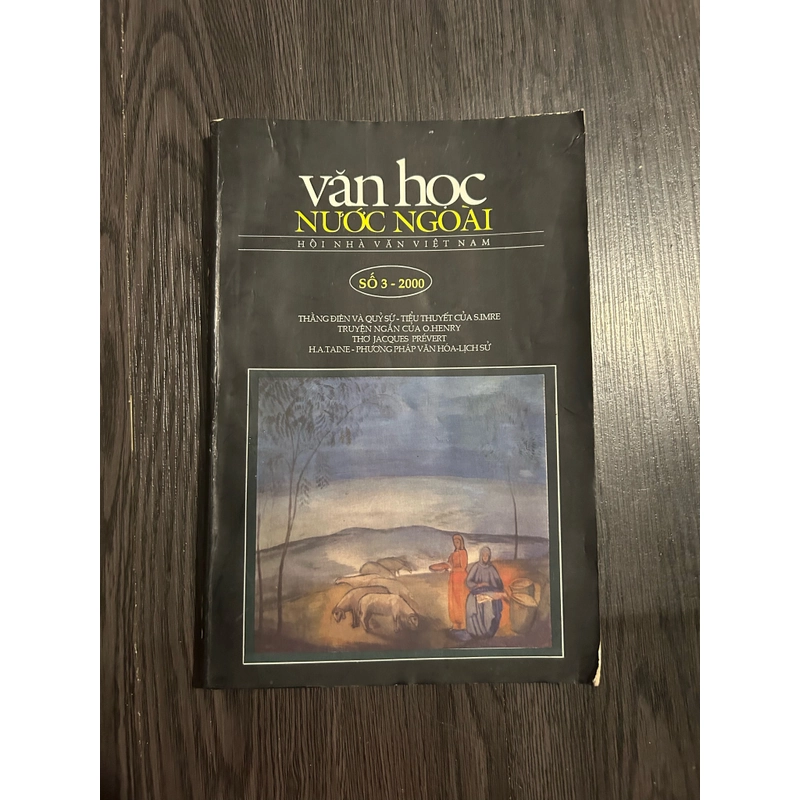 văn học
NƯỚC NGOÀI
HỘI NHÀ VĂN VIỆT NAM
SỐ 3 - 2000
THẰNG ĐIÊN VÀ QUỶ SỨ - TIỂU THUYẾT CỦA S.IMRE
TRUYỆN NGẮN CỦA O.HENRY
THƠ JACQUES PRÉVERT
H.A.TAINE - PHƯƠNG PHÁP VĂN HÓA-LỊCH SỬ